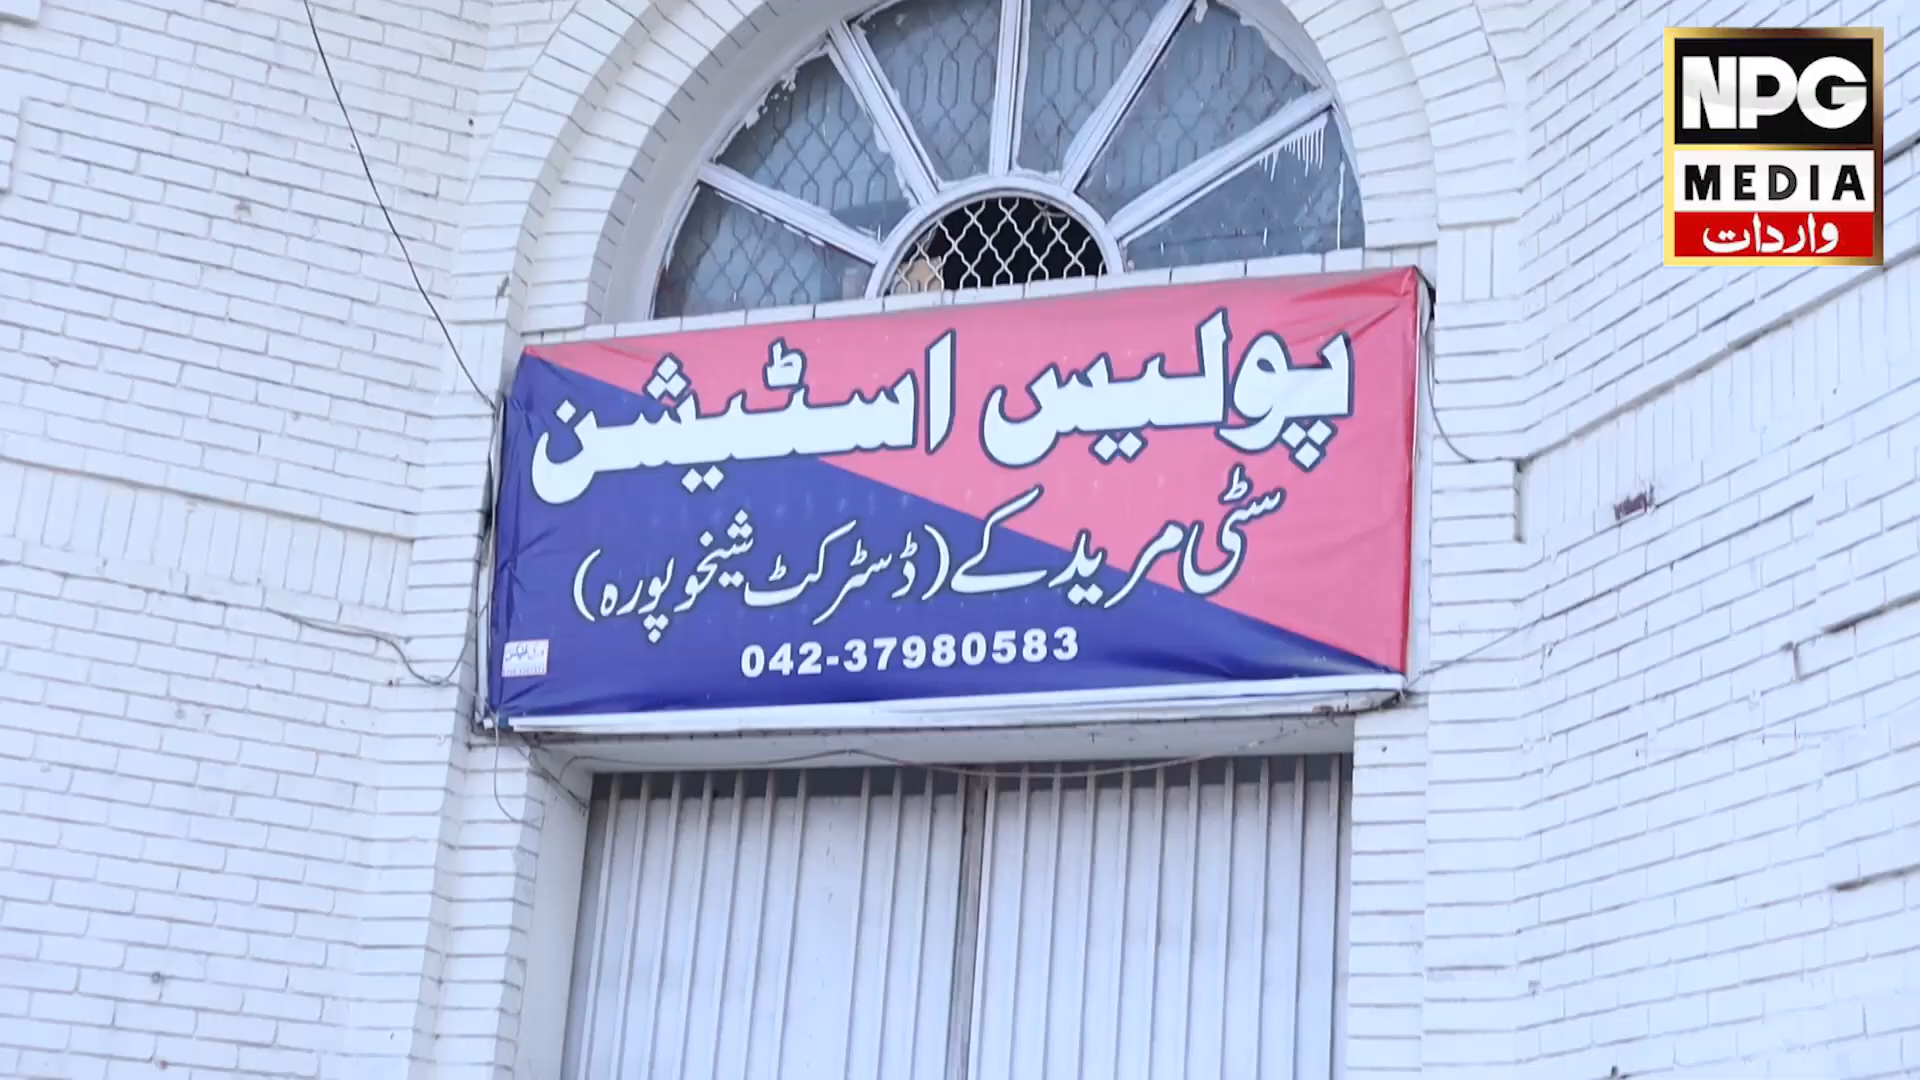 NPG
MEDIA
واردات
پولیس اسٹیشن
سٹی مریدکے (ڈسٹرکٹ شیخوپورہ)
042-37980583